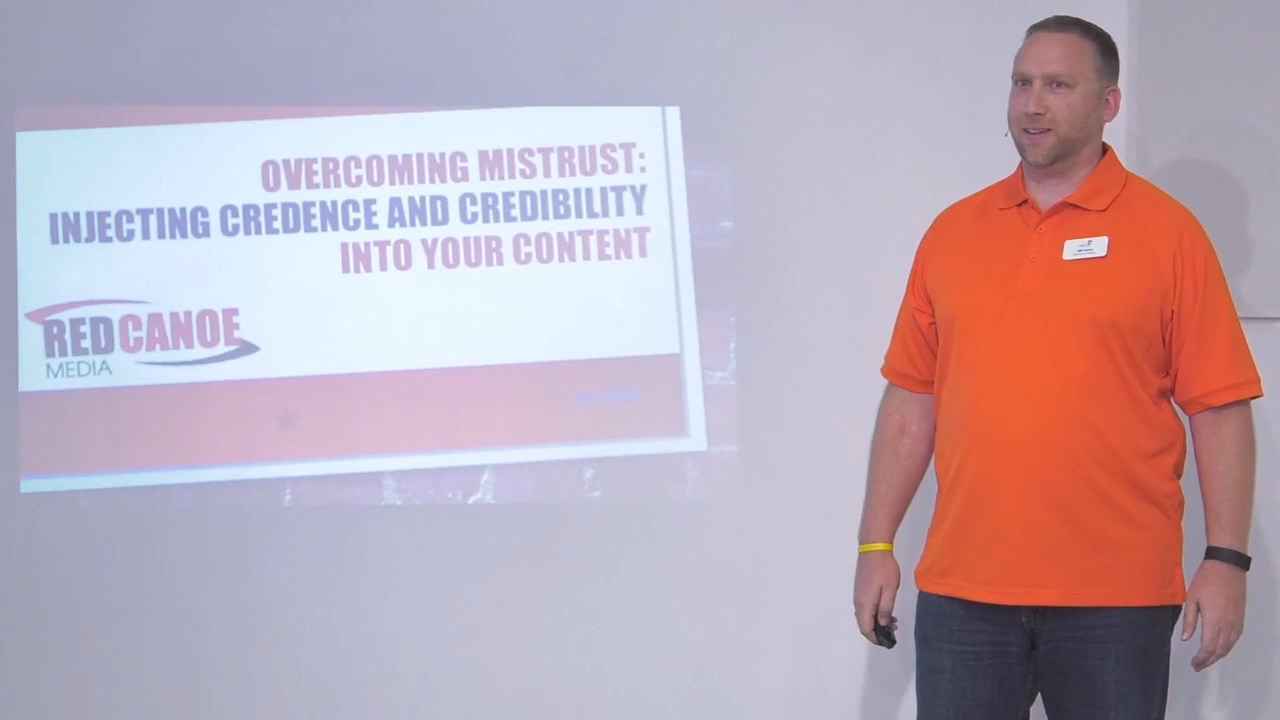 OVERCOMING MISTRUST:
INJECTING CREDENCE AND CREDIBILITY
INTO YOUR CONTENT
RED CANOE
MEDIA